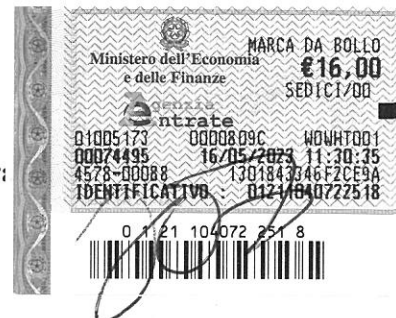 Ministero dell'Economia
e delle Finanze
MARCA DA BOLLO
€16,00
SEDICI/00
Agenzia
Entrate
01005173 0000809C W0WHT001
00074495 16/05/2023 11:30:35
4578-00088
IDENTIFICATIVO : 01211040722518
0 1 21 104072 251 8